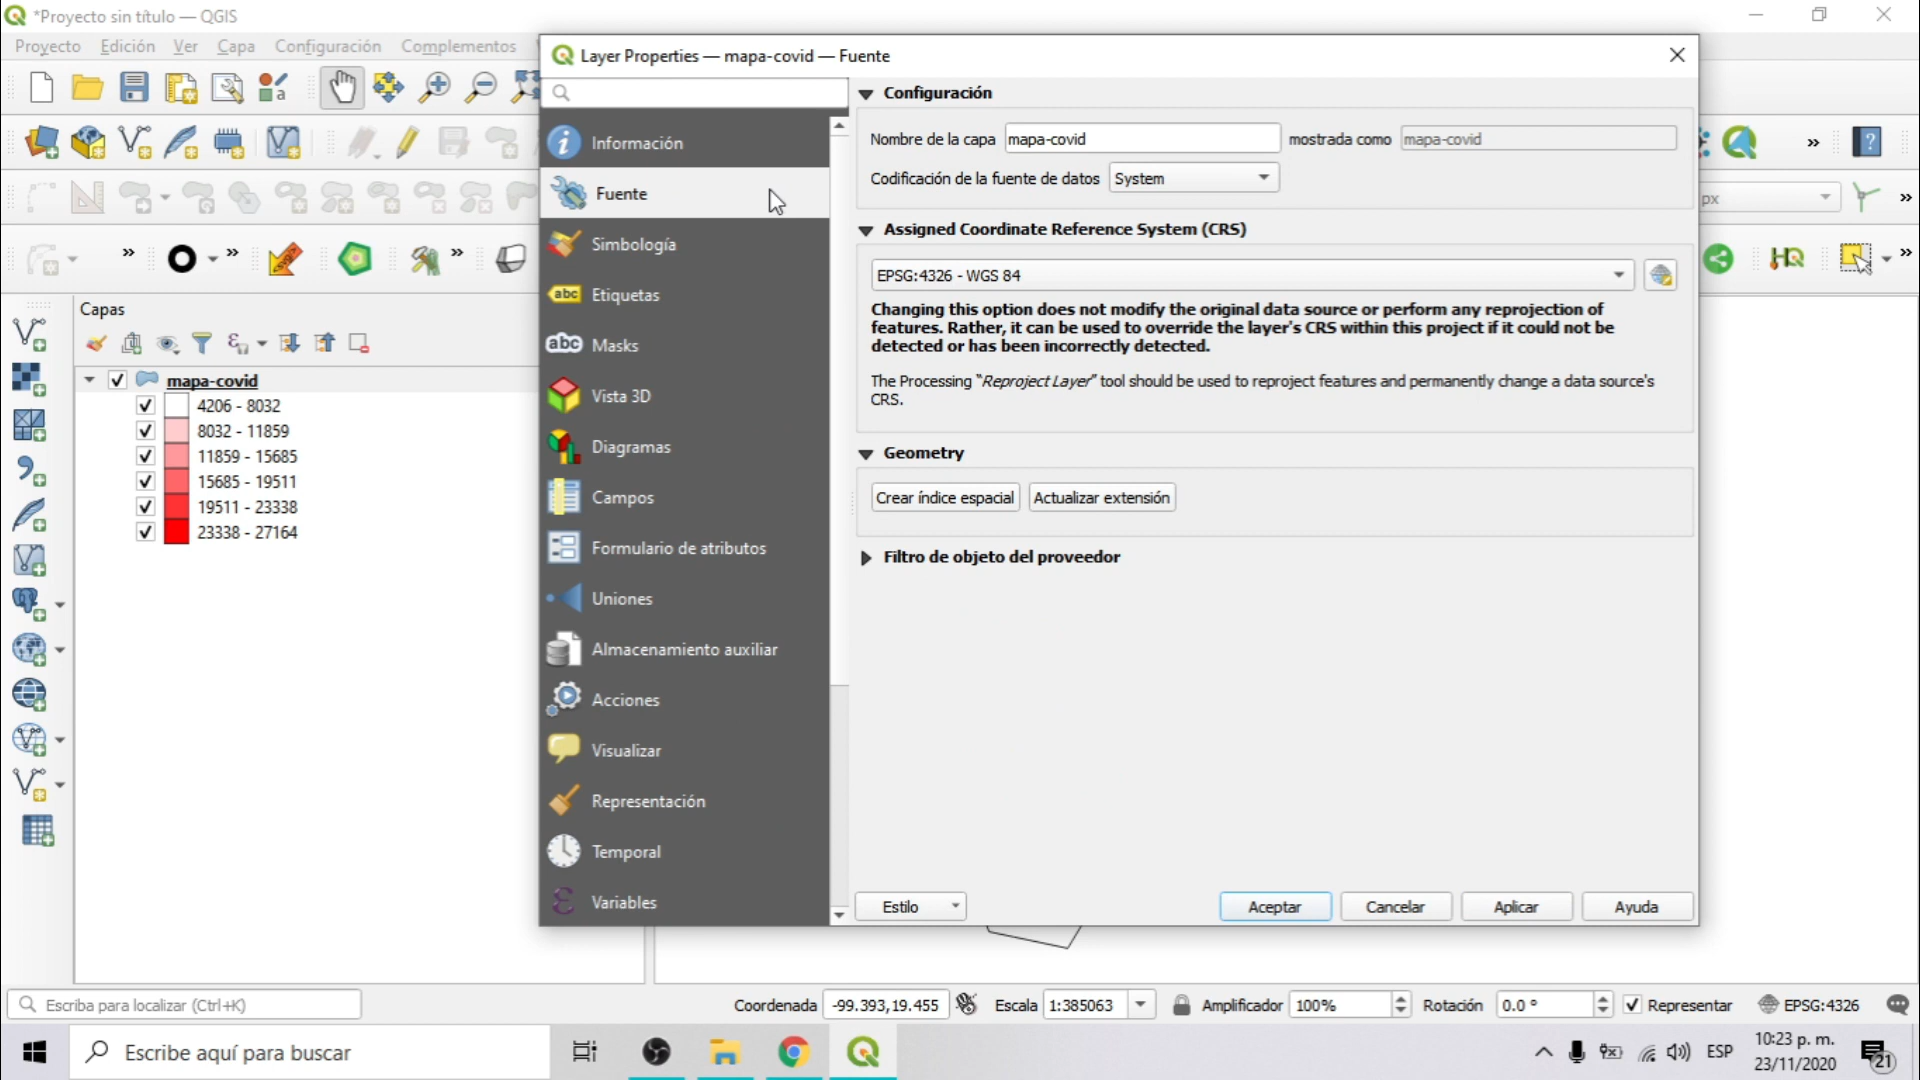 *Proyecto sin título — QGIS
Proyecto Edición Ver Capa Configuración Complementos
Layer Properties — mapa-covid — Fuente
Información
Fuente
Simbología
Etiquetas
Masks
Vista 3D
Diagramas
Campos
Formulario de atributos
Uniones
Almacenamiento auxiliar
Acciones
Visualizar
Representación
Temporal
Variables
Configuración
Nombre de la capa mapa-covid mostrada como mapa-covid
Codificación de la fuente de datos System
Assigned Coordinate Reference System (CRS)
EPSG:4326 - WGS 84
Changing this option does not modify the original data source or perform any reprojection of
features. Rather, it can be used to override the layer's CRS within this project if it could not be
detected or has been incorrectly detected.
The Processing "Reproject Layer" tool should be used to reproject features and permanently change a data source's
CRS.
Geometry
Crear índice espacial Actualizar extensión
Filtro de objeto del proveedor
Estilo Aceptar Cancelar Aplicar Ayuda
px
Capas
mapa-covid
4206 - 8032
8032 - 11859
11859 - 15685
15685 - 19511
19511 - 23338
23338 - 27164
Escriba para localizar (Ctrl+K) Coordenada -99.393,19.455 Escala 1:385063 Amplificador 100% Rotación 0.0 ° Representar EPSG:4326
Escribe aquí para buscar
ESP
10:23 p. m.
23/11/2020
21